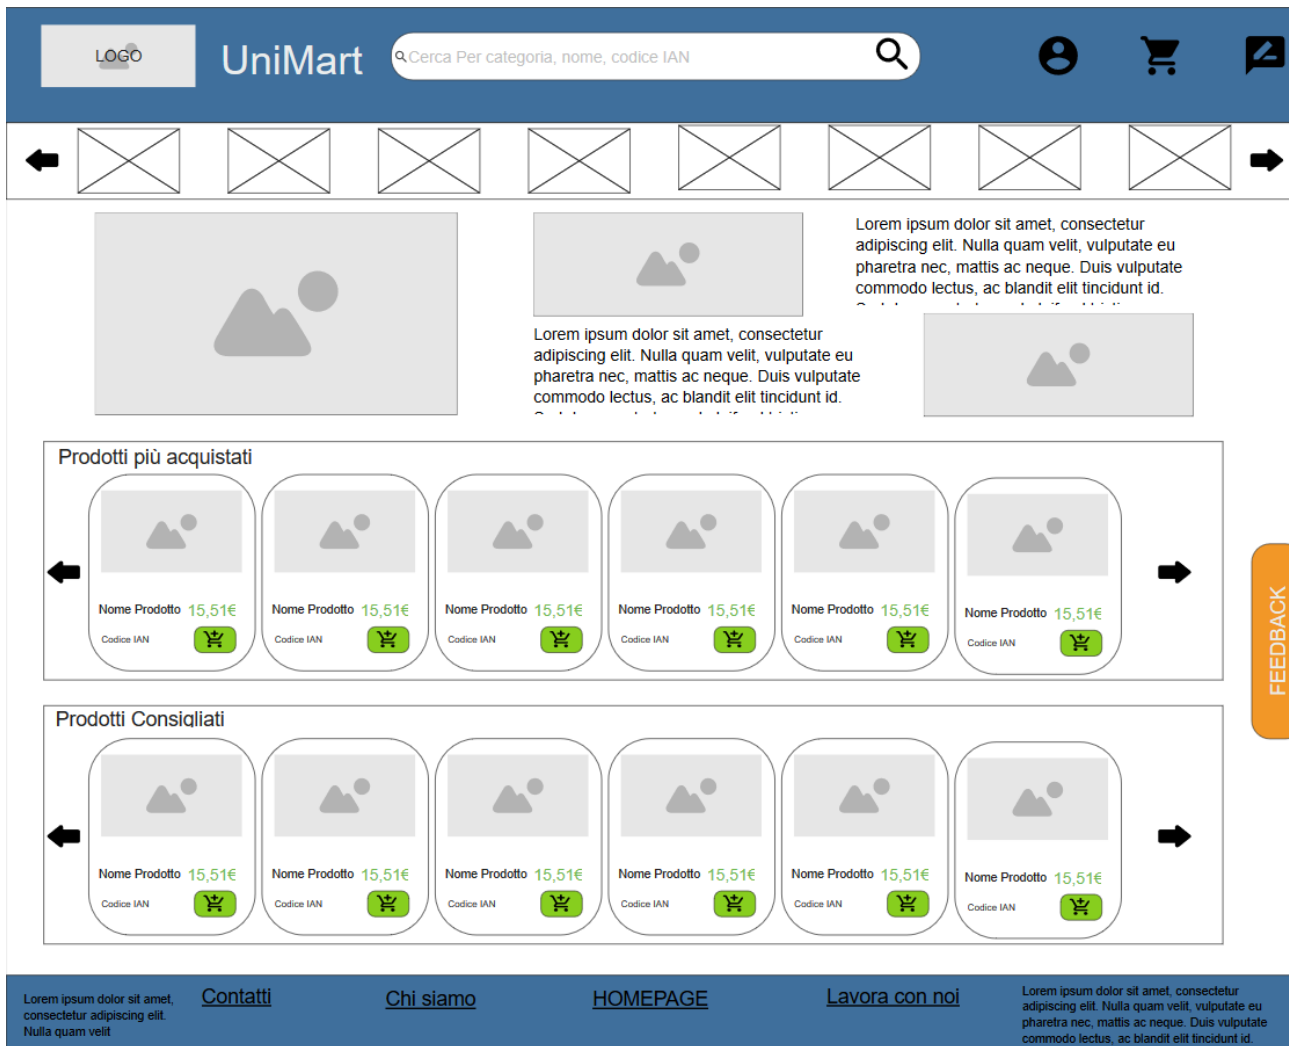 LOGO
UniMart
Cerca Per categoria, nome, codice IAN
Lorem ipsum dolor sit amet, consectetur
adipiscing elit. Nulla quam velit, vulputate eu
pharetra nec, mattis ac neque. Duis vulputate
commodo lectus, ac blandit elit tincidunt id.
Lorem ipsum dolor sit amet, consectetur
adipiscing elit. Nulla quam velit, vulputate eu
pharetra nec, mattis ac neque. Duis vulputate
commodo lectus, ac blandit elit tincidunt id.
Prodotti più acquistati
Nome Prodotto 15,51€
Codice IAN
Nome Prodotto 15,51€
Codice IAN
Nome Prodotto 15,51€
Codice IAN
Nome Prodotto 15,51€
Codice IAN
Nome Prodotto 15,51€
Codice IAN
Nome Prodotto 15,51€
Codice IAN
FEEDBACK
Prodotti Consigliati
Nome Prodotto 15,51€
Codice IAN
Nome Prodotto 15,51€
Codice IAN
Nome Prodotto 15,51€
Codice IAN
Nome Prodotto 15,51€
Codice IAN
Nome Prodotto 15,51€
Codice IAN
Nome Prodotto 15,51€
Codice IAN
Lorem ipsum dolor sit amet,
consectetur adipiscing elit.
Nulla quam velit
Contatti
Chi siamo
HOMEPAGE
Lavora con noi
Lorem ipsum dolor sit amet, consectetur
adipiscing elit. Nulla quam velit, vulputate eu
pharetra nec, mattis ac neque. Duis vulputate
commodo lectus, ac blandit elit tincidunt id.